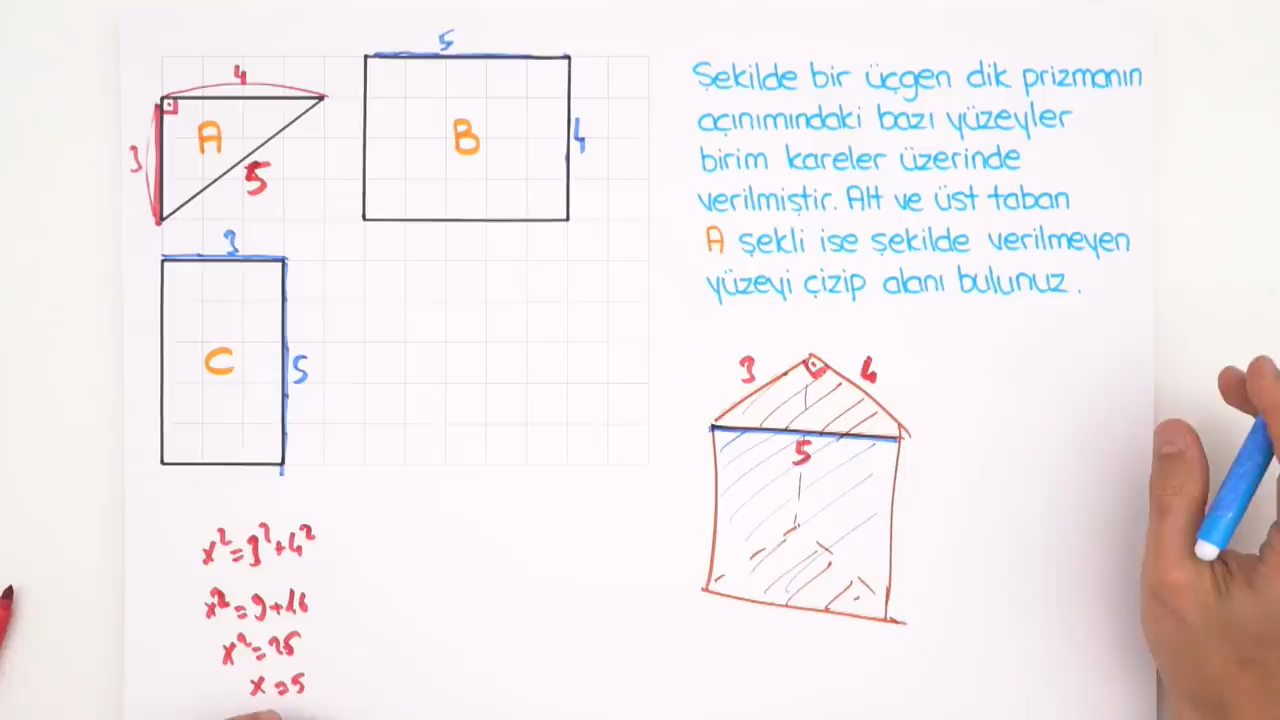 4
3
A
5
5
B
4
3
C
5
Şekilde bir üçgen dik prizmanın
açınımındaki bazı yüzeyler
birim kareler üzerinde
verilmiştir. Alt ve üst taban
A şekli ise şekilde verilmeyen
yüzeyi çizip alanı bulunuz.
3
4
5
x²=3²+4²
x²=9+16
x²=25
x=5